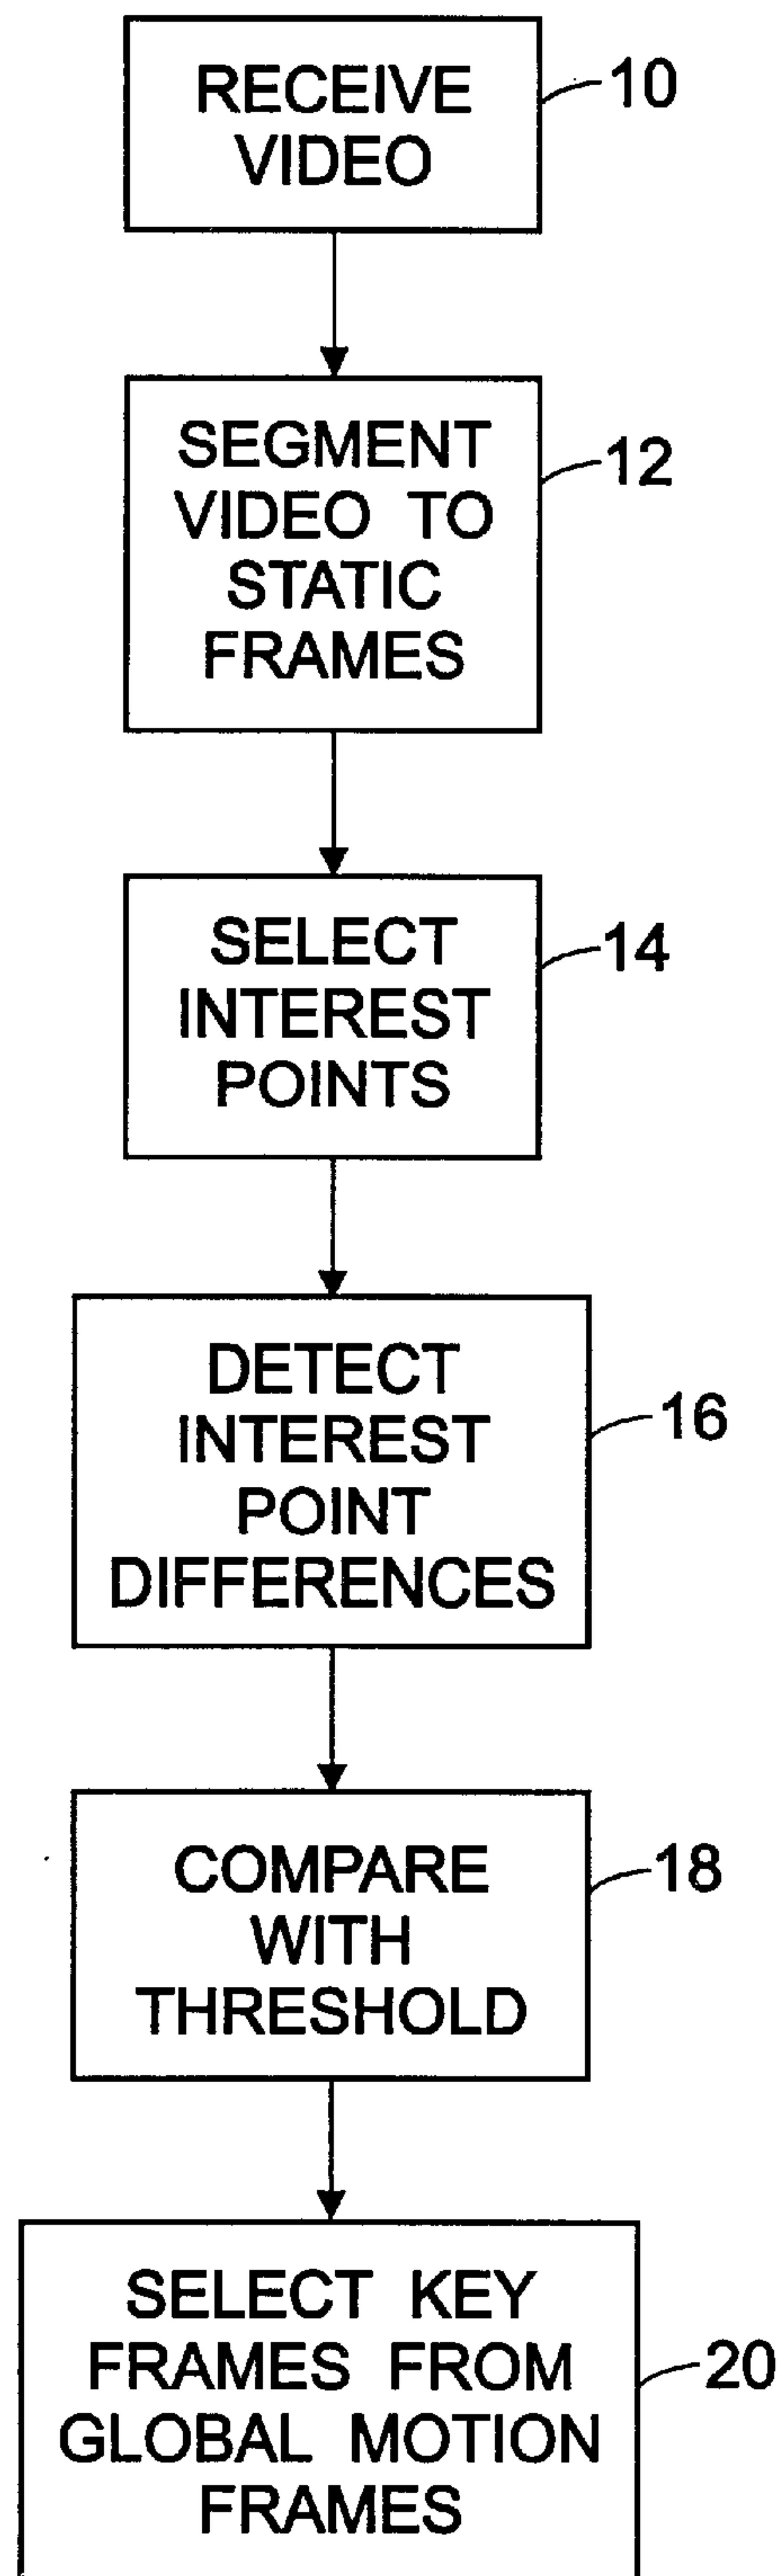 RECEIVE
VIDEO
10
SEGMENT
VIDEO TO
STATIC
FRAMES
12
SELECT
INTEREST
POINTS
14
DETECT
INTEREST
POINT
DIFFERENCES
16
COMPARE
WITH
THRESHOLD
18
SELECT KEY
FRAMES FROM
GLOBAL MOTION
FRAMES
20